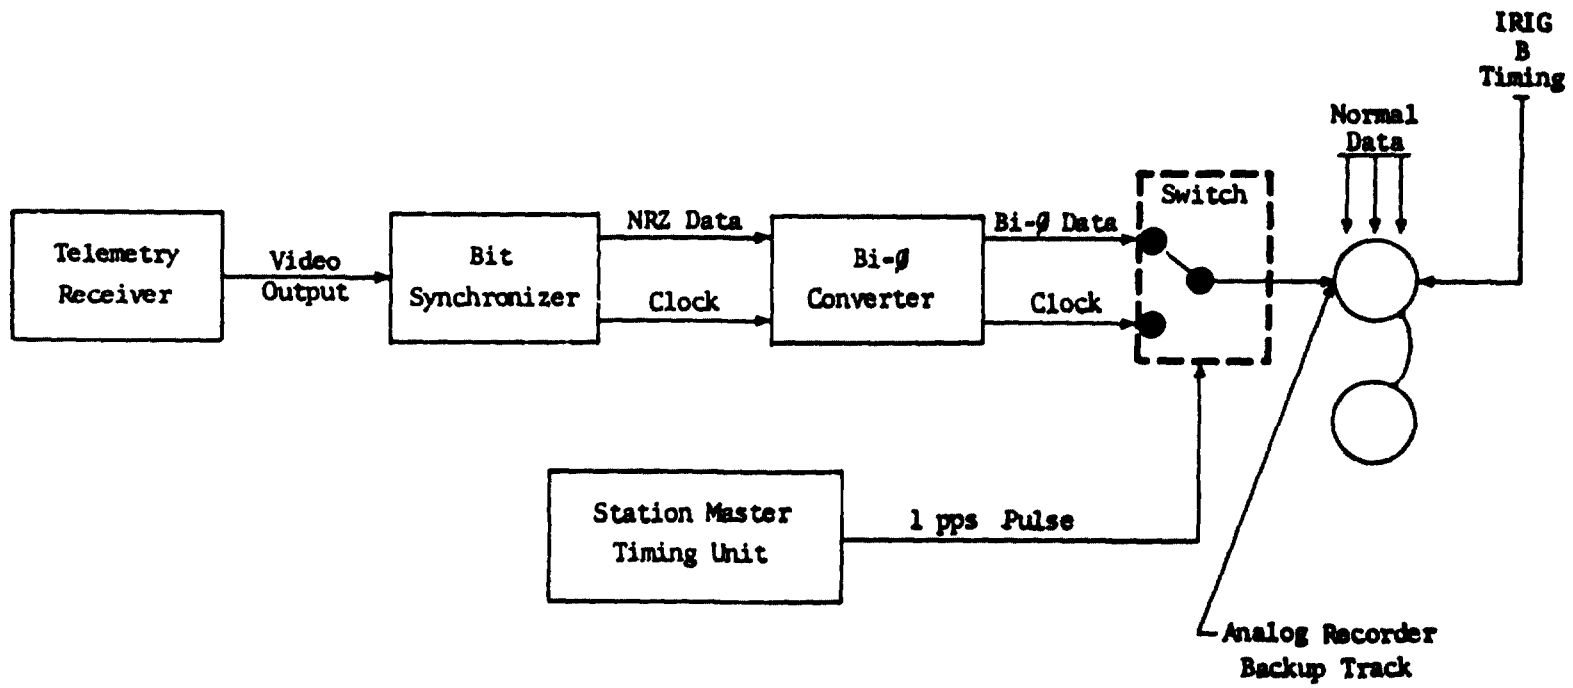 IRIG
B
Timing
Normal
Data
Switch
Telemetry
Receiver
Video
Output
Bit
Synchronizer
NRZ Data
Clock
Bi-Ø
Converter
Bi-Ø Data
Clock
Station Master
Timing Unit
1 pps Pulse
Analog Recorder
Backup Track